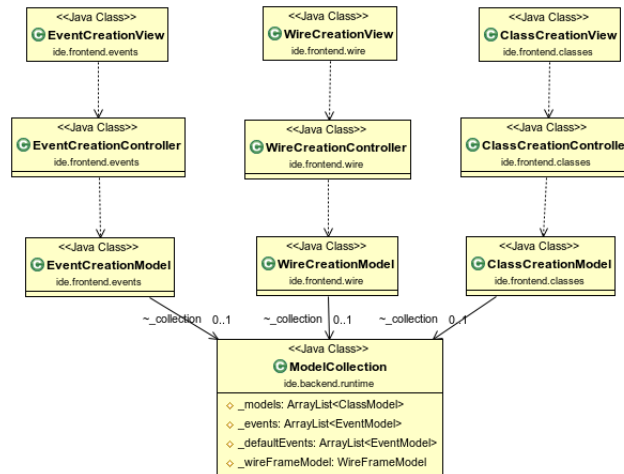 <<Java Class>>
EventCreationView
ide.frontend.events
<<Java Class>>
WireCreationView
ide.frontend.wire
<<Java Class>>
ClassCreationView
ide.frontend.classes
<<Java Class>>
EventCreationController
ide.frontend.events
<<Java Class>>
WireCreationController
ide.frontend.wire
<<Java Class>>
ClassCreationController
ide.frontend.classes
<<Java Class>>
EventCreationModel
ide.frontend.events
<<Java Class>>
WireCreationModel
ide.frontend.wire
<<Java Class>>
ClassCreationModel
ide.frontend.classes
~_collection 0..1
~_collection 0..1
~_collection 0..1
<<Java Class>>
ModelCollection
ide.backend.runtime
_models: ArrayList<ClassModel>
_events: ArrayList<EventModel>
_defaultEvents: ArrayList<EventModel>
_wireFrameModel: WireFrameModel